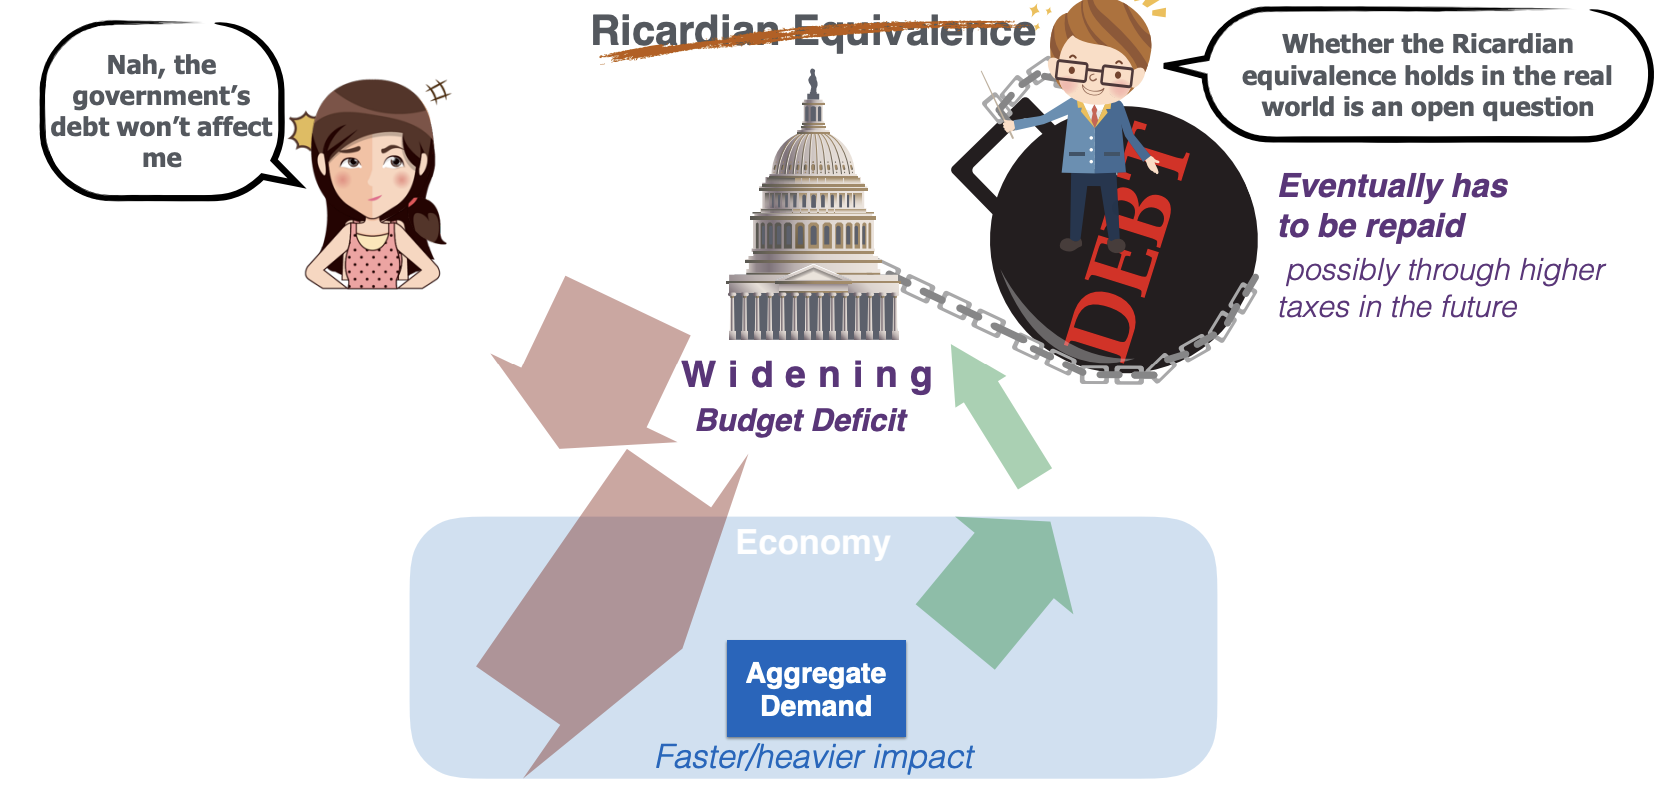 Ricardian Equivalence
Nah, the
government's
debt won't affect
me
Whether the Ricardian
equivalence holds in the real
world is an open question
DEBT
Eventually has
to be repaid
possibly through higher
taxes in the future
Widening
Budget Deficit
Economy
Aggregate
Demand
Faster/heavier impact